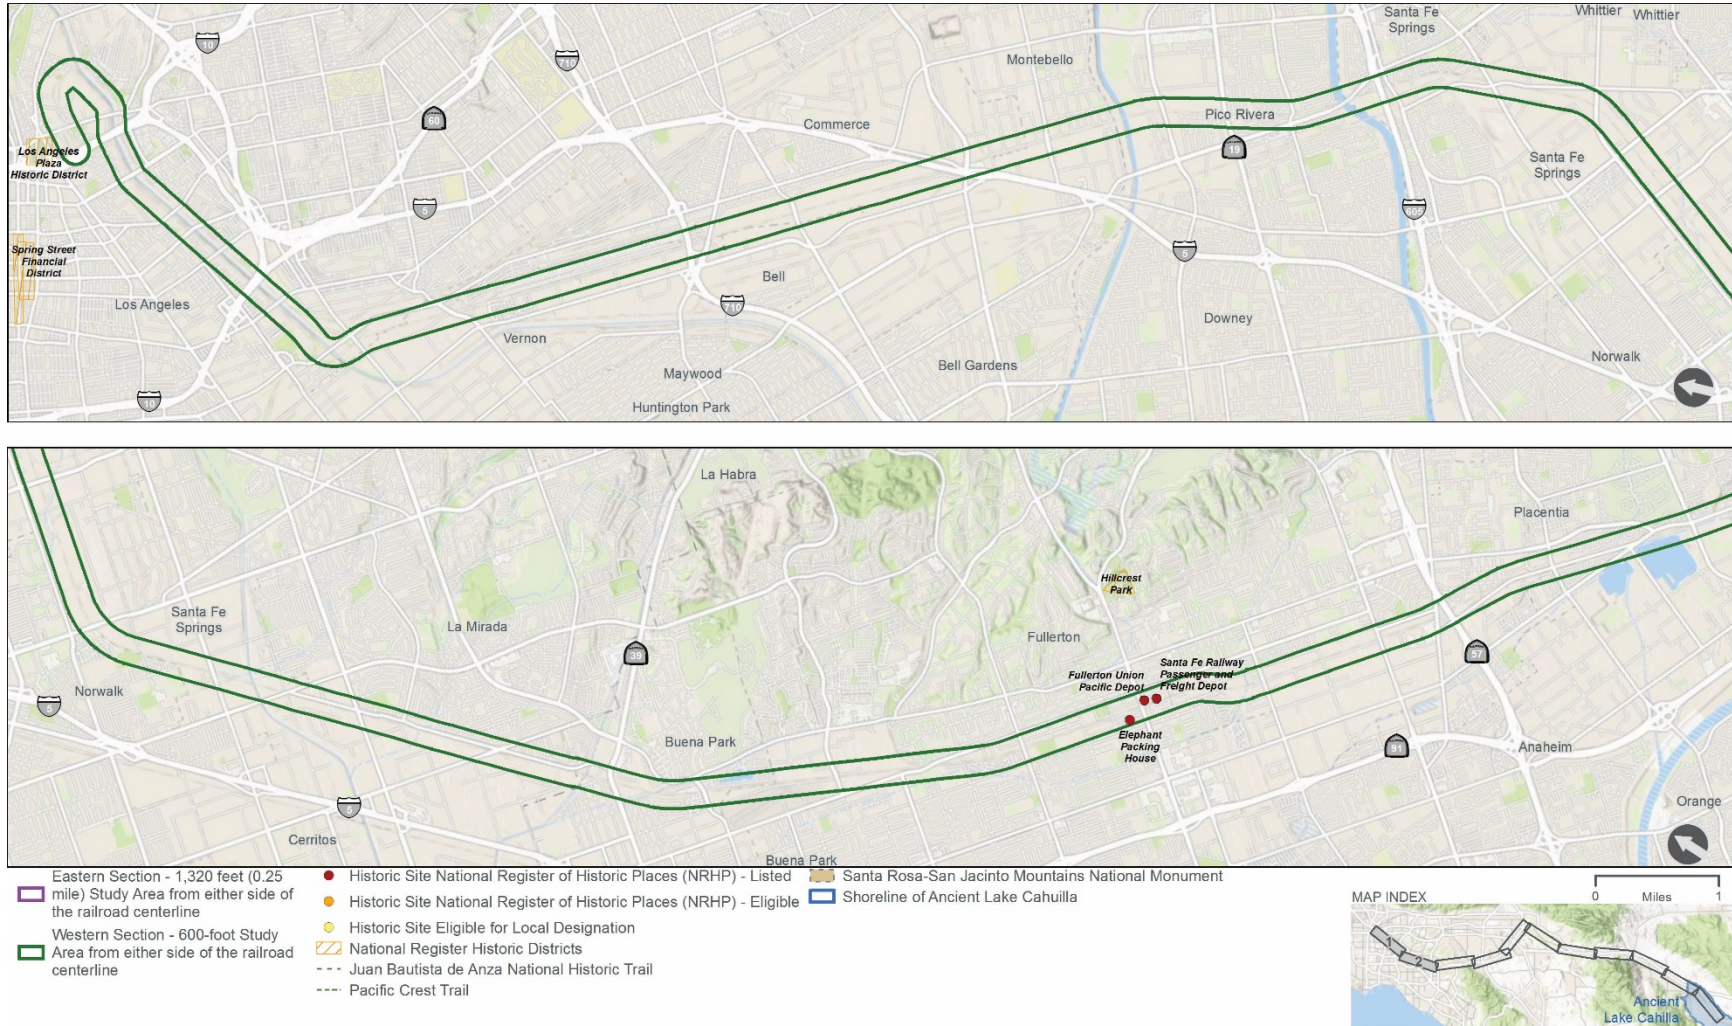 Santa Fe
Springs
Whittier
Whittier
10
710
Montebello
60
Commerce
Pico Rivera
19
Los Angeles
Plaza
Historic District
Santa Fe
Springs
5
605
Spring Street
Financial
District
5
Bell
Los Angeles
710
Downey
Vernon
Norwalk
Maywood
Bell Gardens
10
Huntington Park
La Habra
Placentia
Hillcrest
Park
Santa Fe
Springs
La Mirada
Fullerton
39
57
Santa Fe Railway
Passenger and
Freight Depot
Fullerton Union
Pacific Depot
Norwalk
5
Buena Park
Elephant
Packing
House
91
Anaheim
5
Orange
Cerritos
Buena Park
Eastern Section - 1,320 feet (0.25
mile) Study Area from either side of
the railroad centerline
Western Section - 600-foot Study
Area from either side of the railroad
centerline
Historic Site National Register of Historic Places (NRHP) - Listed
Historic Site National Register of Historic Places (NRHP) - Eligible
Historic Site Eligible for Local Designation
National Register Historic Districts
Juan Bautista de Anza National Historic Trail
Pacific Crest Trail
Santa Rosa-San Jacinto Mountains National Monument
Shoreline of Ancient Lake Cahuilla
0 Miles 1
MAP INDEX
1
2
Ancient
Lake Cahilla